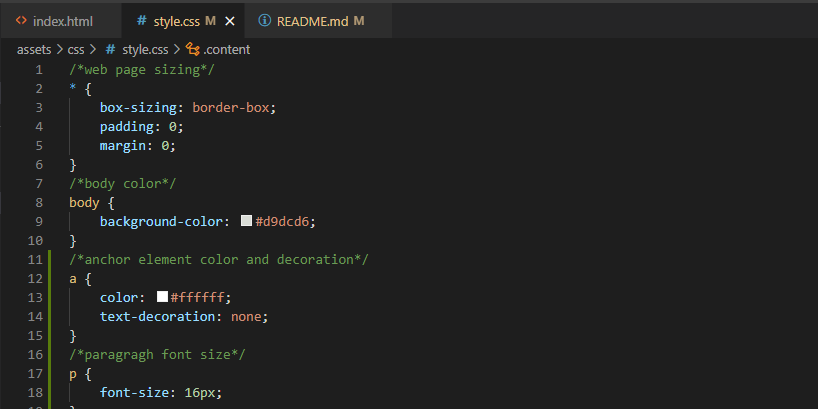 index.html style.css M README.md M
assets > css > # style.css > .content
1 /*web page sizing*/
2 * {
3 box-sizing: border-box;
4 padding: 0;
5 margin: 0;
6 }
7 /*body color*/
8 body {
9 background-color: #d9dcd6;
10 }
11 /*anchor element color and decoration*/
12 a {
13 color: #ffffff;
14 text-decoration: none;
15 }
16 /*paragragh font size*/
17 p {
18 font-size: 16px;